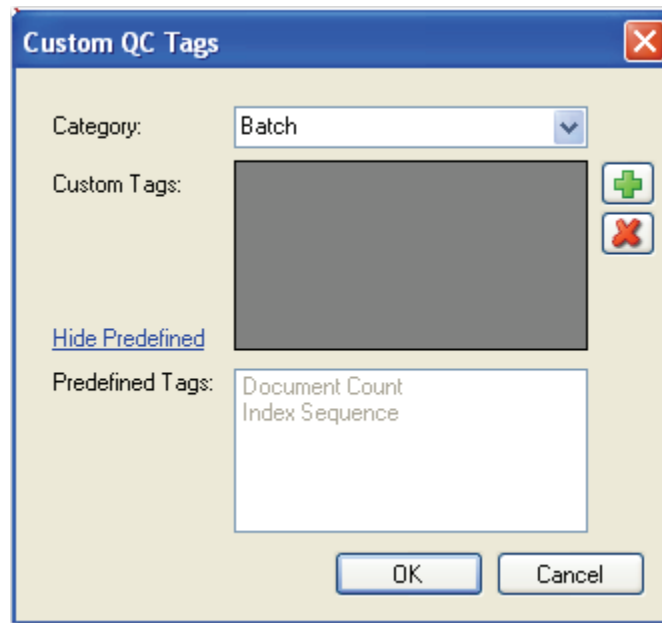 Custom QC Tags
Category:
Batch
Custom Tags:
Hide Predefined
Predefined Tags:
Document Count
Index Sequence
OK
Cancel